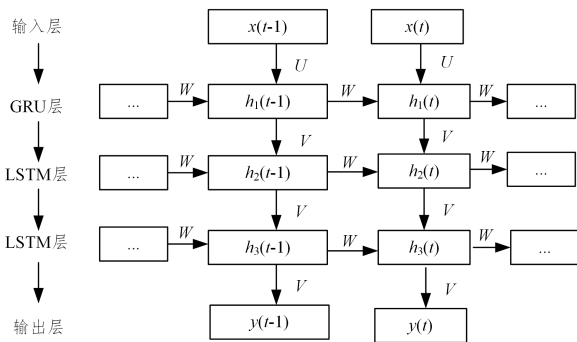 输入层 x(t-1) x(t)
U U
GRU层 ... W h₁(t-1) W h₁(t) W ...
V V
LSTM层 ... W h₂(t-1) W h₂(t) W ...
V V
LSTM层 ... W h₃(t-1) W h₃(t) W ...
V V
输出层 y(t-1) y(t)